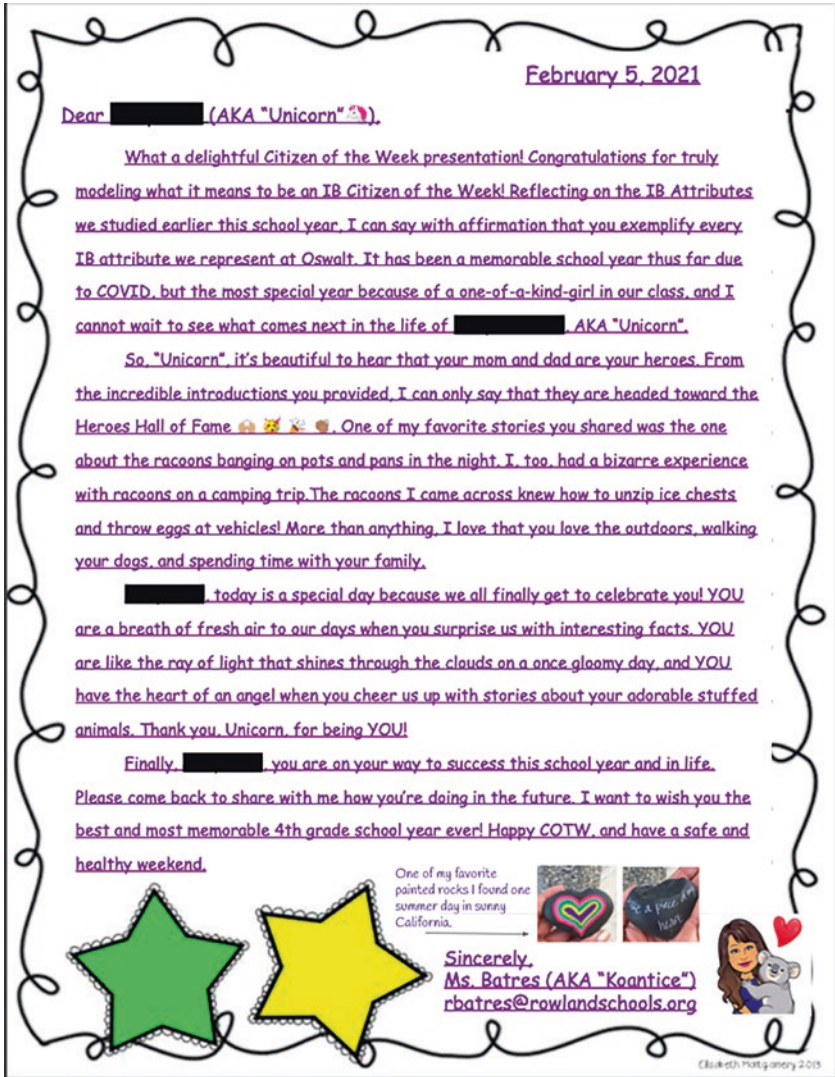 February 5, 2021
Dear (AKA "Unicorn"🦄),
What a delightful Citizen of the Week presentation! Congratulations for truly
modeling what it means to be an IB Citizen of the Week! Reflecting on the IB Attributes
we studied earlier this school year, I can say with affirmation that you exemplify every
IB attribute we represent at Oswalt. It has been a memorable school year thus far due
to COVID, but the most special year because of a one-of-a-kind-girl in our class, and I
cannot wait to see what comes next in the life of , AKA "Unicorn".
So, "Unicorn", it's beautiful to hear that your mom and dad are your heroes. From
the incredible introductions you provided, I can only say that they are headed toward the
Heroes Hall of Fame 🙌🏽 🥳 🎉 👏🏽. One of my favorite stories you shared was the one
about the racoons banging on pots and pans in the night. I, too, had a bizarre experience
with racoons on a camping trip.The racoons I came across knew how to unzip ice chests
and throw eggs at vehicles! More than anything, I love that you love the outdoors, walking
your dogs, and spending time with your family.
, today is a special day because we all finally get to celebrate you! YOU
are a breath of fresh air to our days when you surprise us with interesting facts. YOU
are like the ray of light that shines through the clouds on a once gloomy day, and YOU
have the heart of an angel when you cheer us up with stories about your adorable stuffed
animals. Thank you, Unicorn, for being YOU!
Finally, , you are on your way to success this school year and in life.
Please come back to share with me how you're doing in the future. I want to wish you the
best and most memorable 4th grade school year ever! Happy COTW, and have a safe and
healthy weekend.
One of my favorite
painted rocks I found one
summer day in sunny
California.
a piece of my
heart
Sincerely,
Ms. Batres (AKA "Koantice")
rbatres@rowlandschools.org
Elisabeth Montgomery 2013